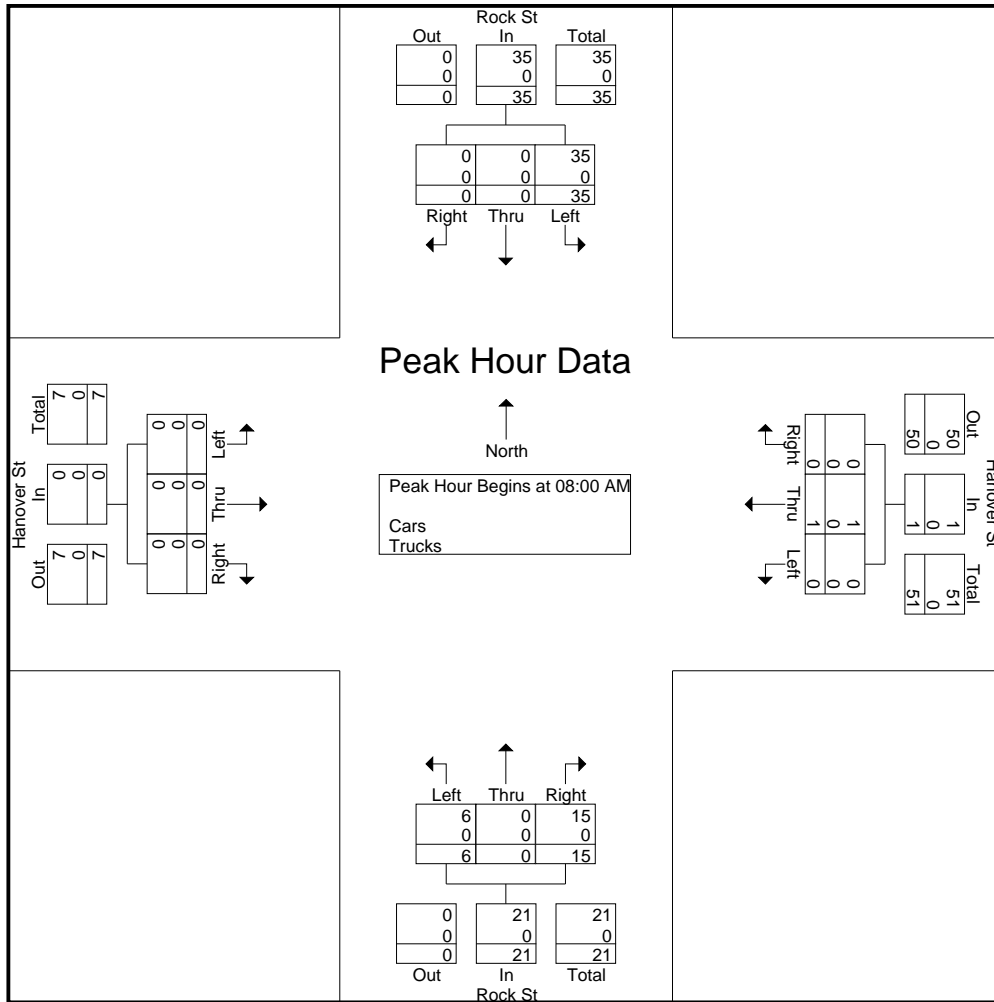 Rock St
Out In Total
0 35 35
0 0 0
0 35 35
0 0 35
0 0 0
0 0 35
Right Thru Left
Peak Hour Data
North
Peak Hour Begins at 08:00 AM
Cars
Trucks
Hanover St
Total In Out
7 0 7
0 0 0
7 0 7
Left Thru Right
0 0 0
0 0 0
0 0 0
Hanover St
Out In Total
50 1 51
0 0 0
50 1 51
Right Thru Left
0 1 0
0 0 0
0 1 0
Left Thru Right
6 0 15
0 0 0
6 0 15
0 21 21
0 0 0
0 21 21
Out In Total
Rock St